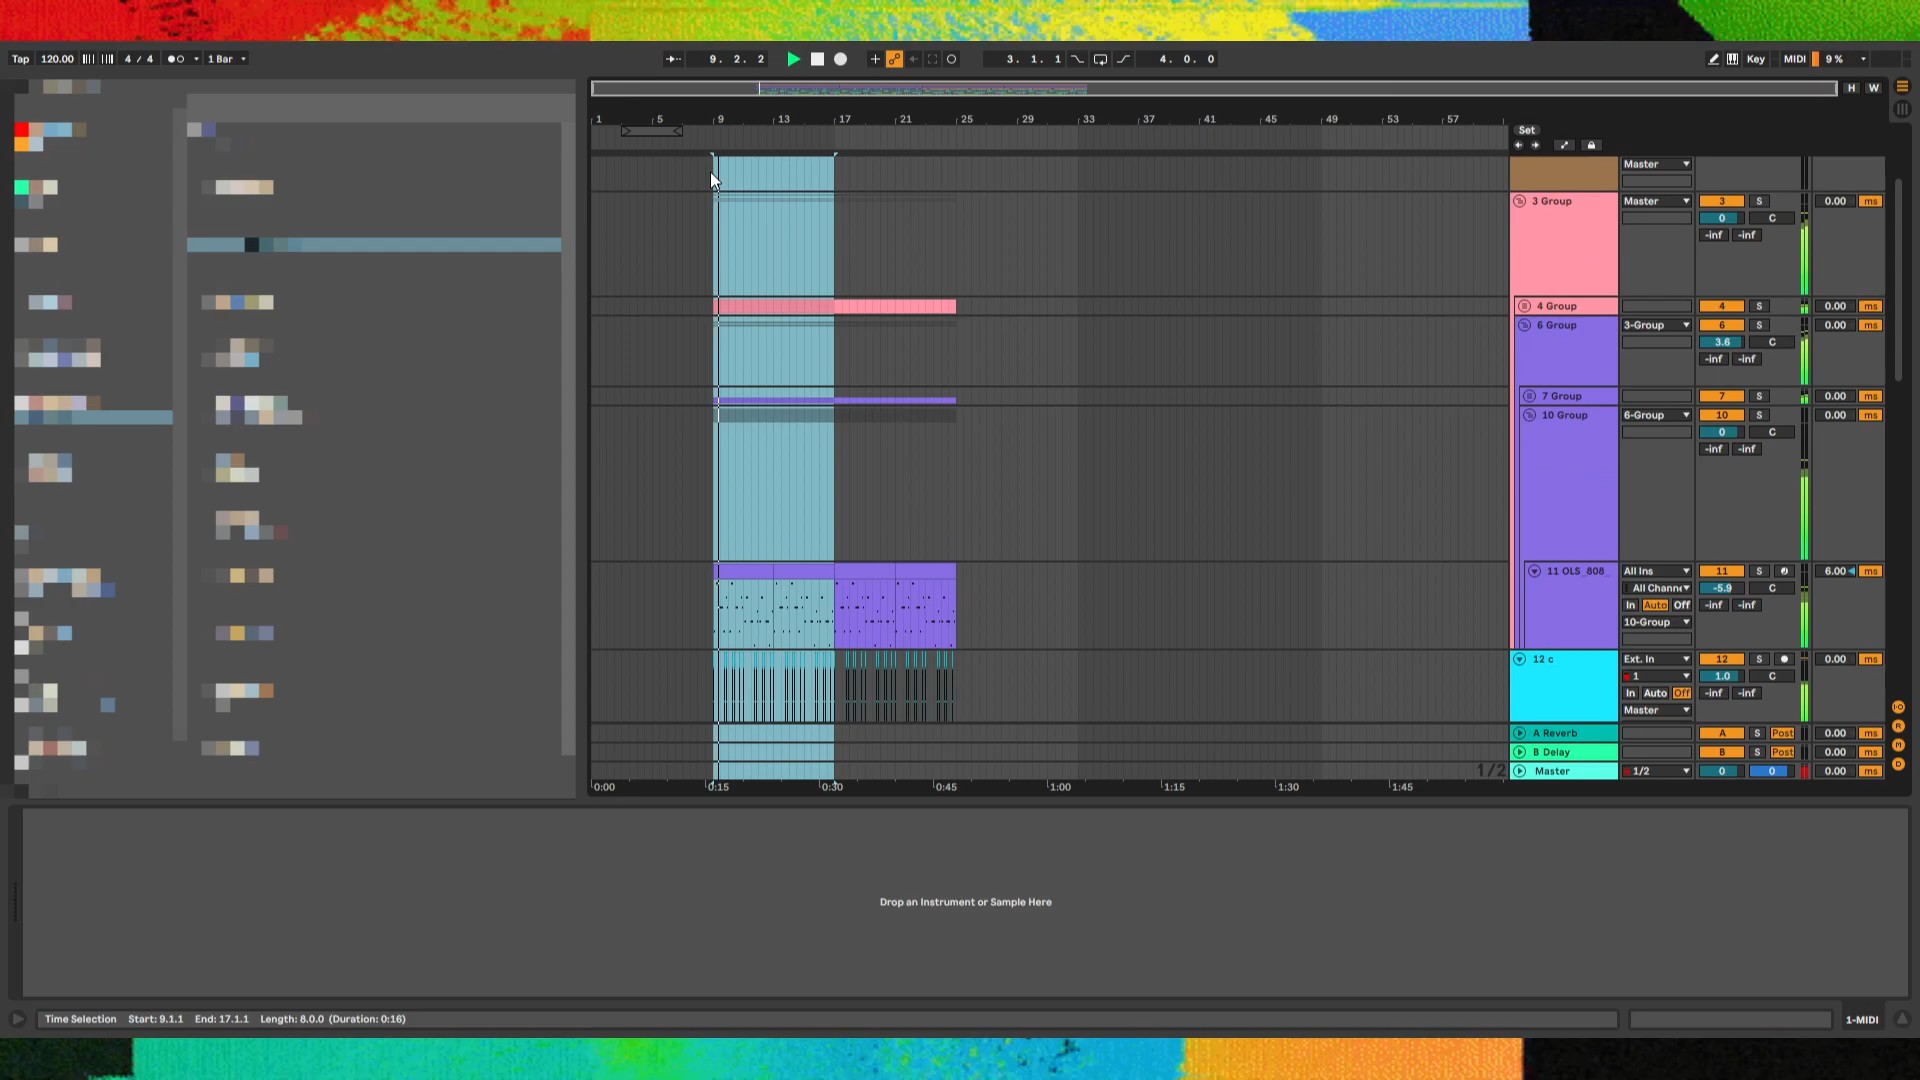 Tap 120.00 4 / 4 1 Bar 9. 2. 2 3. 1. 1 4. 0. 0 Key MIDI 9 %
H W
1 5 9 13 17 21 25 29 33 37 41 45 49 53 57
Set
Master
3 Group Master 3 S 0.00 ms
0 C
-inf -inf
4 Group 4 S 0.00 ms
6 Group 3-Group 6 S 0.00 ms
3.6 C
-inf -inf
7 Group 7 S 0.00 ms
10 Group 6-Group 10 S 0.00 ms
0 C
-inf -inf
11 OLS_808_ All Ins 11 S 6.00 ms
All Channe -5.9 C
In Auto Off -inf -inf
10-Group
12 c Ext. In 12 S 0.00 ms
1 1.0 C
In Auto Off -inf -inf
Master
A Reverb A S Post 0.00 ms
B Delay B S Post 0.00 ms
1/2 Master 1/2 0 0 0.00 ms
0:00 0:15 0:30 0:45 1:00 1:15 1:30 1:45
I·O
R
M
D
Drop an Instrument or Sample Here
Time Selection Start: 9.1.1 End: 17.1.1 Length: 8.0.0 (Duration: 0:16) 1-MIDI